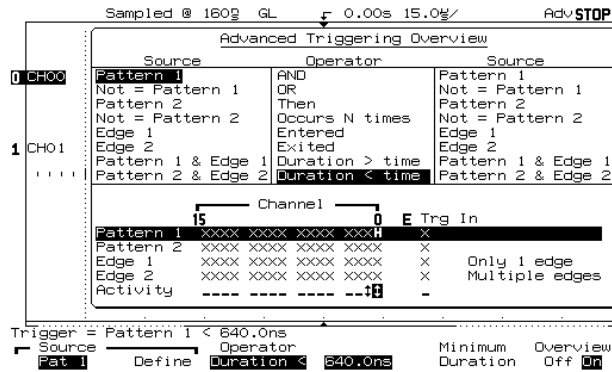 Sampled @ 160 GL 0.00s 15.0 / Adv STOP
Advanced Triggering Overview
Source Operator Source
0 CH00 Pattern 1 AND Pattern 1
Not = Pattern 1 OR Not = Pattern 1
Pattern 2 Then Pattern 2
Not = Pattern 2 Occurs N times Not = Pattern 2
Edge 1 Entered Edge 1
1 CH01 Edge 2 Exited Edge 2
Pattern 1 & Edge 1 Duration > time Pattern 1 & Edge 1
Pattern 2 & Edge 2 Duration < time Pattern 2 & Edge 2
Channel
15 0 E Trg In
Pattern 1 XXXX XXXX XXXX XXXH X
Pattern 2 XXXX XXXX XXXX XXXX X
Edge 1 XXXX XXXX XXXX XXXX X Only 1 edge
Edge 2 XXXX XXXX XXXX XXXX X Multiple edges
Activity ---- ---- ---- --↕↕ -
Trigger = Pattern 1 < 640.0ns
Source Operator Minimum Overview
Pat 1 Define Duration < 640.0ns Duration Off On